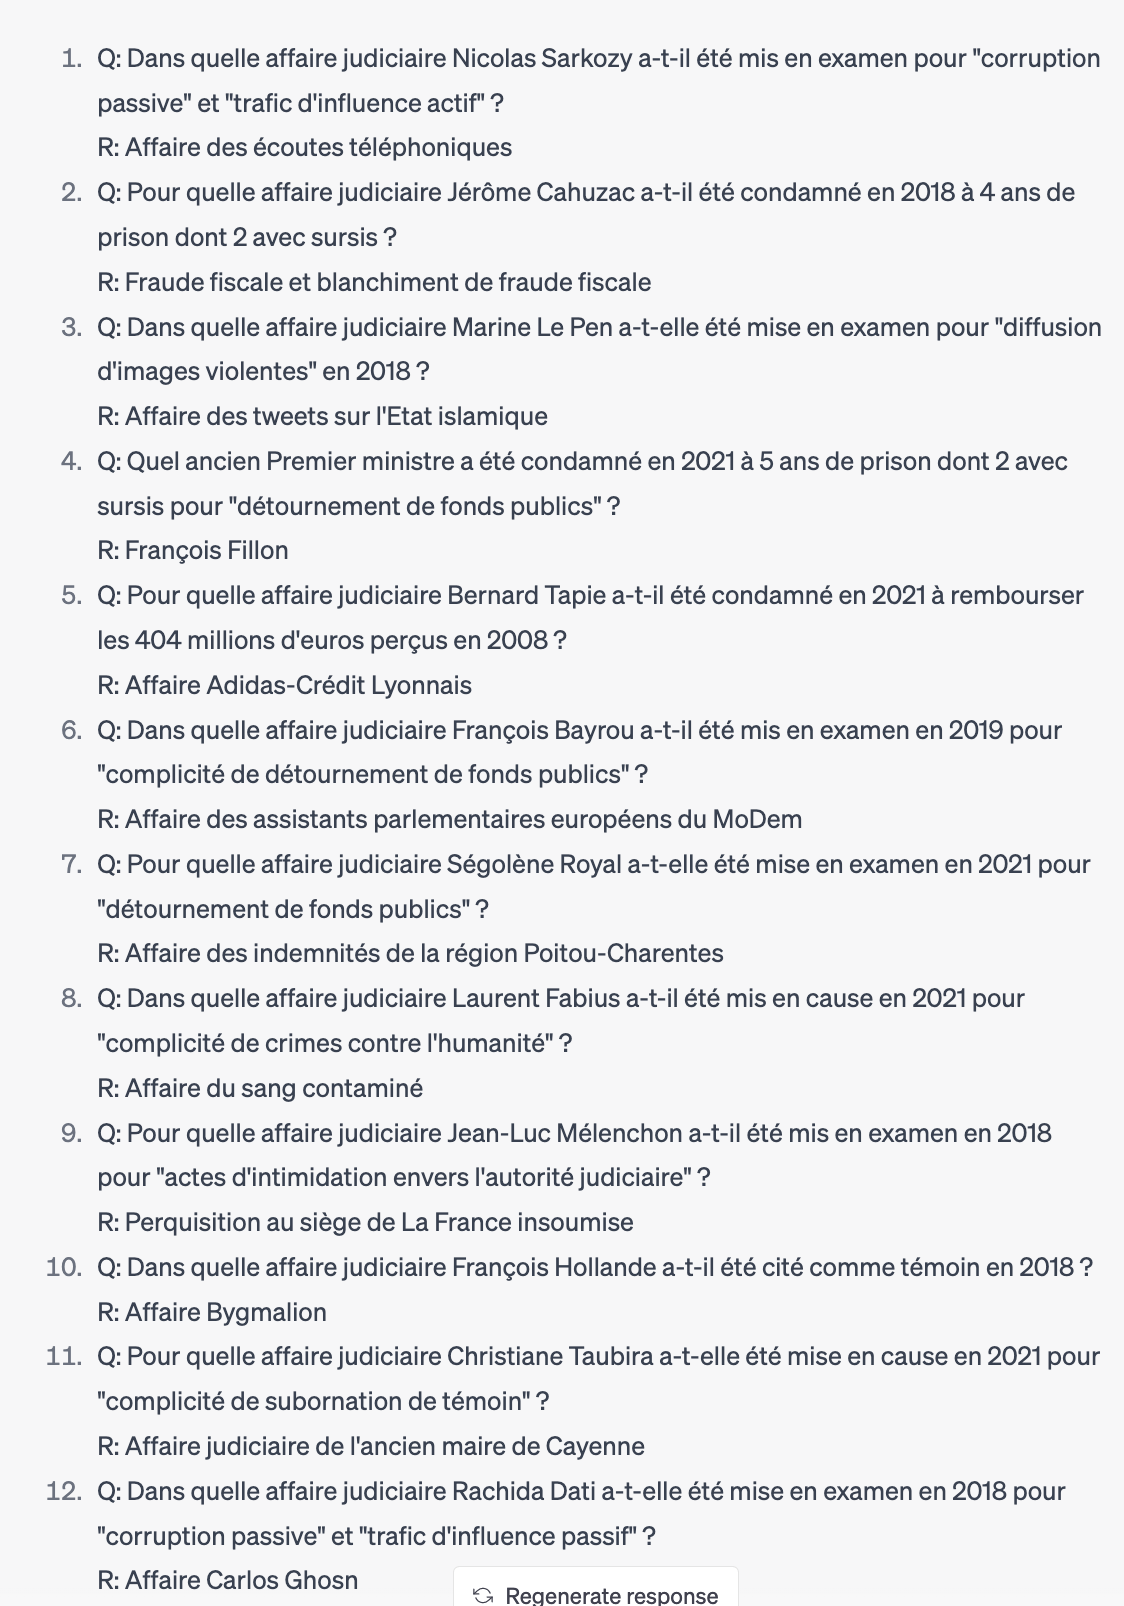 1. Q: Dans quelle affaire judiciaire Nicolas Sarkozy a-t-il été mis en examen pour "corruption
passive" et "trafic d'influence actif" ?
R: Affaire des écoutes téléphoniques
2. Q: Pour quelle affaire judiciaire Jérôme Cahuzac a-t-il été condamné en 2018 à 4 ans de
prison dont 2 avec sursis ?
R: Fraude fiscale et blanchiment de fraude fiscale
3. Q: Dans quelle affaire judiciaire Marine Le Pen a-t-elle été mise en examen pour "diffusion
d'images violentes" en 2018 ?
R: Affaire des tweets sur l'Etat islamique
4. Q: Quel ancien Premier ministre a été condamné en 2021 à 5 ans de prison dont 2 avec
sursis pour "détournement de fonds publics" ?
R: François Fillon
5. Q: Pour quelle affaire judiciaire Bernard Tapie a-t-il été condamné en 2021 à rembourser
les 404 millions d'euros perçus en 2008 ?
R: Affaire Adidas-Crédit Lyonnais
6. Q: Dans quelle affaire judiciaire François Bayrou a-t-il été mis en examen en 2019 pour
"complicité de détournement de fonds publics" ?
R: Affaire des assistants parlementaires européens du MoDem
7. Q: Pour quelle affaire judiciaire Ségolène Royal a-t-elle été mise en examen en 2021 pour
"détournement de fonds publics" ?
R: Affaire des indemnités de la région Poitou-Charentes
8. Q: Dans quelle affaire judiciaire Laurent Fabius a-t-il été mis en cause en 2021 pour
"complicité de crimes contre l'humanité" ?
R: Affaire du sang contaminé
9. Q: Pour quelle affaire judiciaire Jean-Luc Mélenchon a-t-il été mis en examen en 2018
pour "actes d'intimidation envers l'autorité judiciaire" ?
R: Perquisition au siège de La France insoumise
10. Q: Dans quelle affaire judiciaire François Hollande a-t-il été cité comme témoin en 2018 ?
R: Affaire Bygmalion
11. Q: Pour quelle affaire judiciaire Christiane Taubira a-t-elle été mise en cause en 2021 pour
"complicité de subornation de témoin" ?
R: Affaire judiciaire de l'ancien maire de Cayenne
12. Q: Dans quelle affaire judiciaire Rachida Dati a-t-elle été mise en examen en 2018 pour
"corruption passive" et "trafic d'influence passif" ?
R: Affaire Carlos Ghosn
Regenerate response